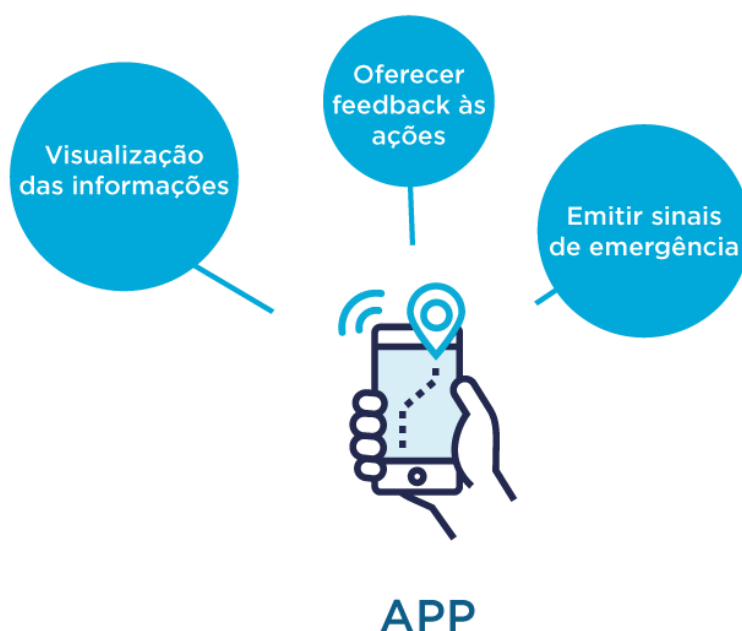 Visualização
das informações
Oferecer
feedback às
ações
Emitir sinais
de emergência
APP